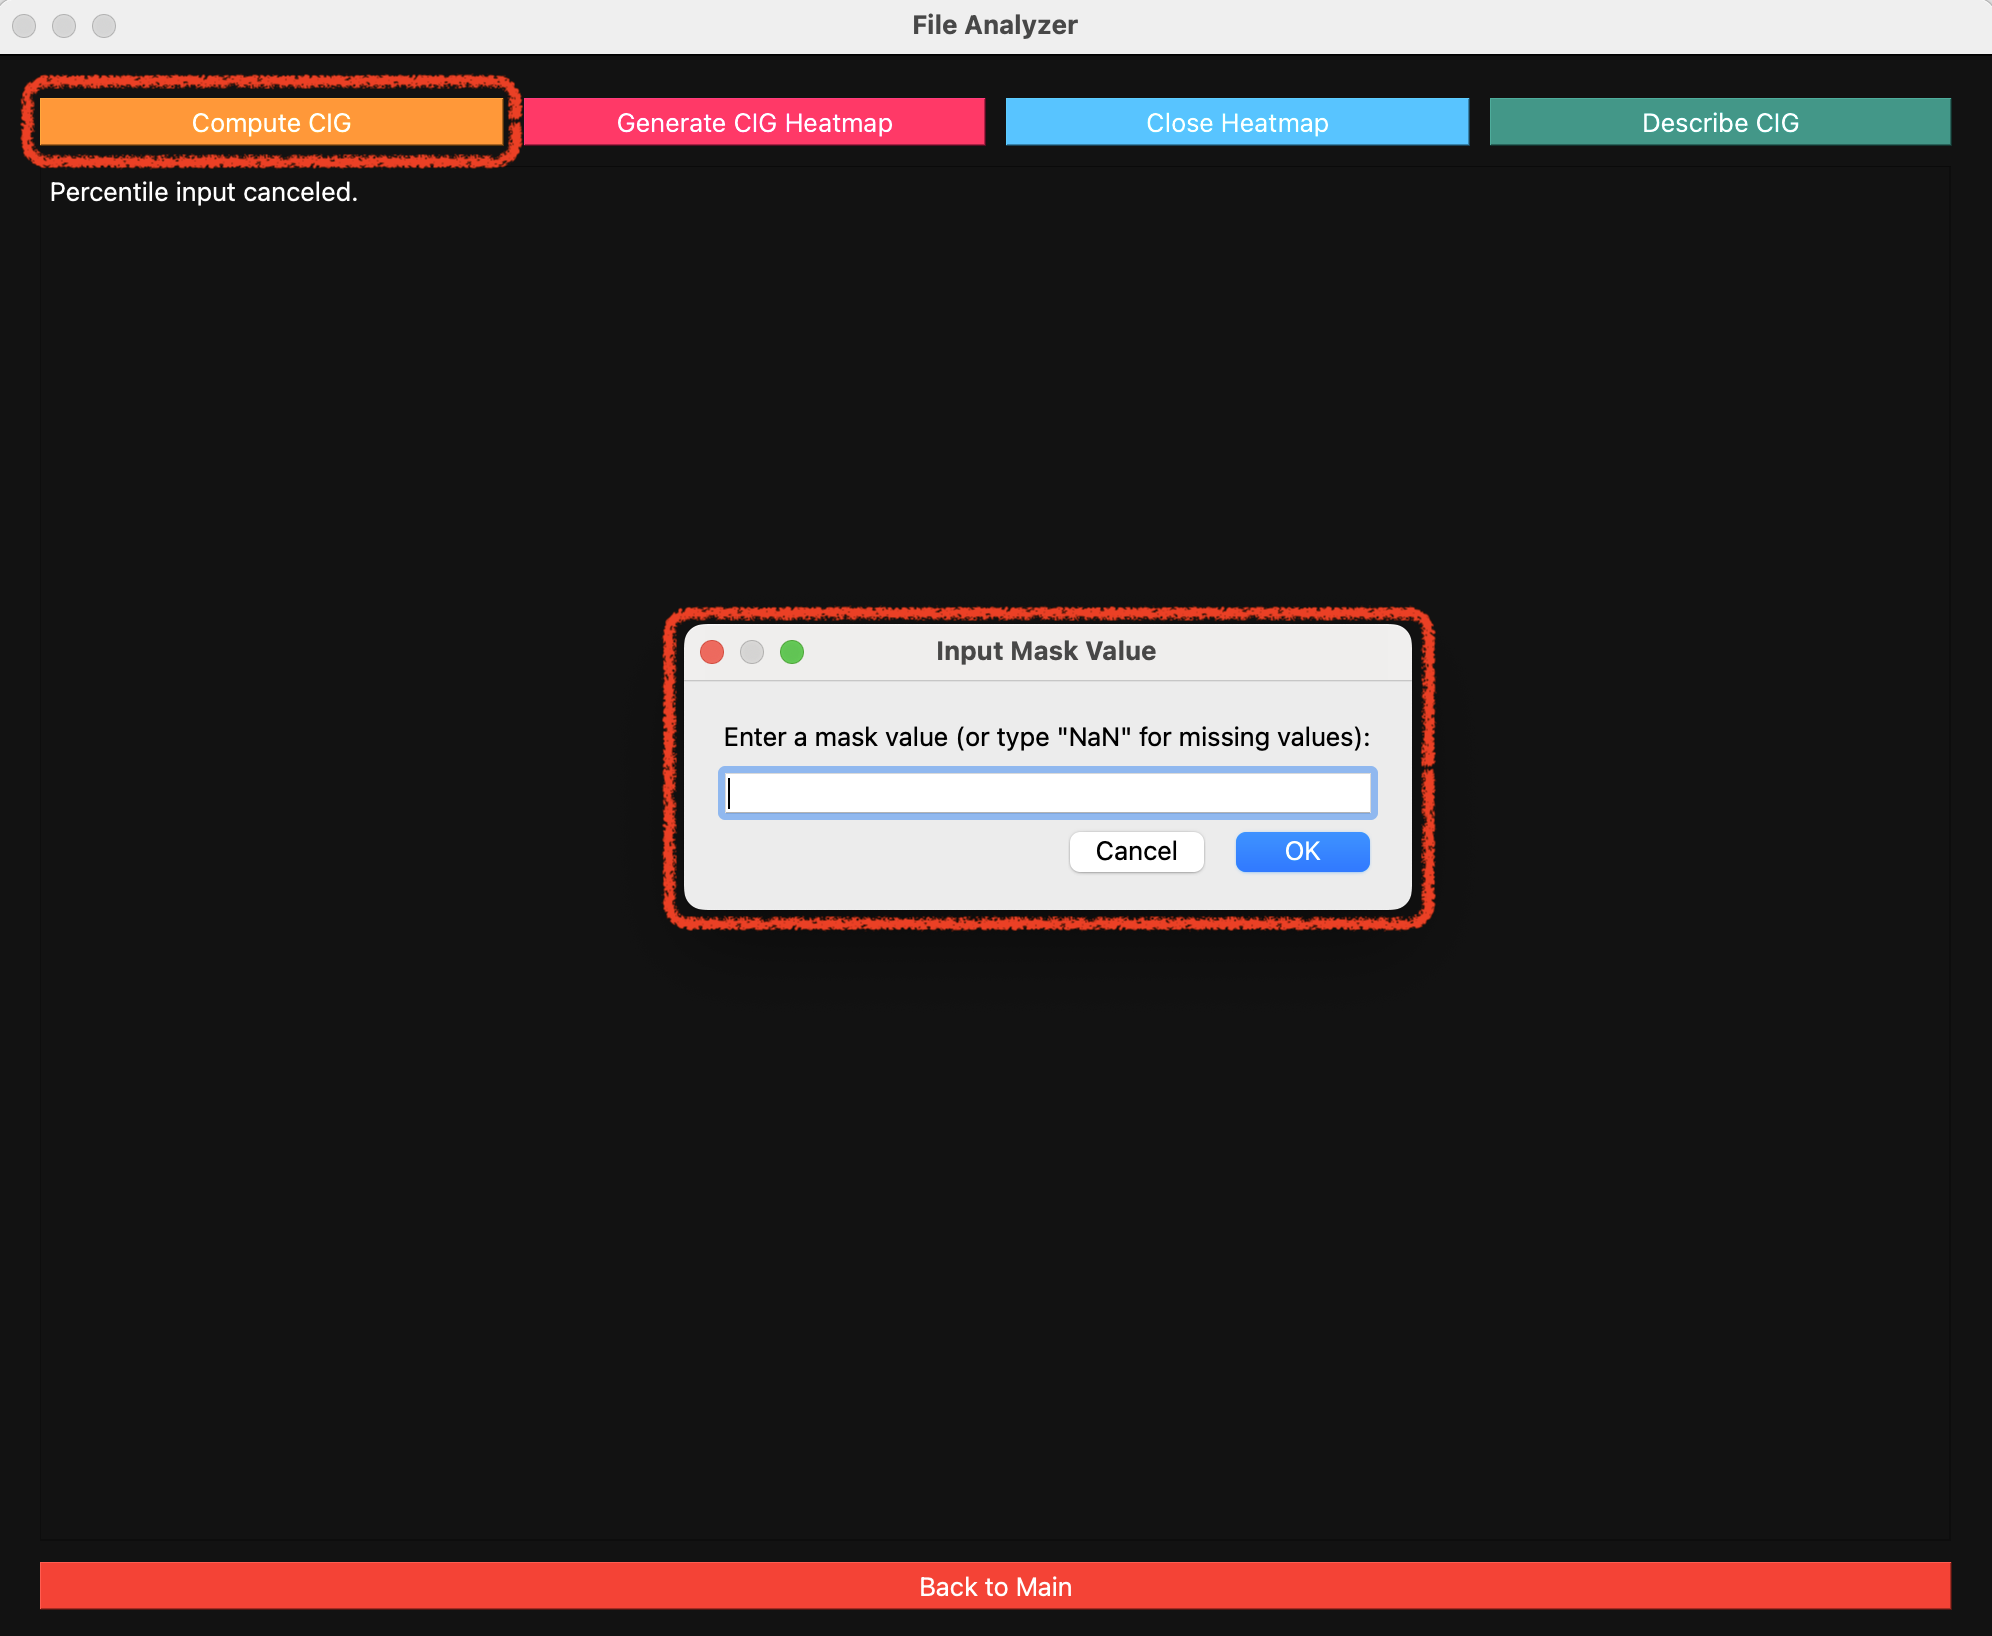 File Analyzer
Compute CIG
Generate CIG Heatmap
Close Heatmap
Describe CIG
Percentile input canceled.
Input Mask Value
Enter a mask value (or type "NaN" for missing values):
Cancel
OK
Back to Main